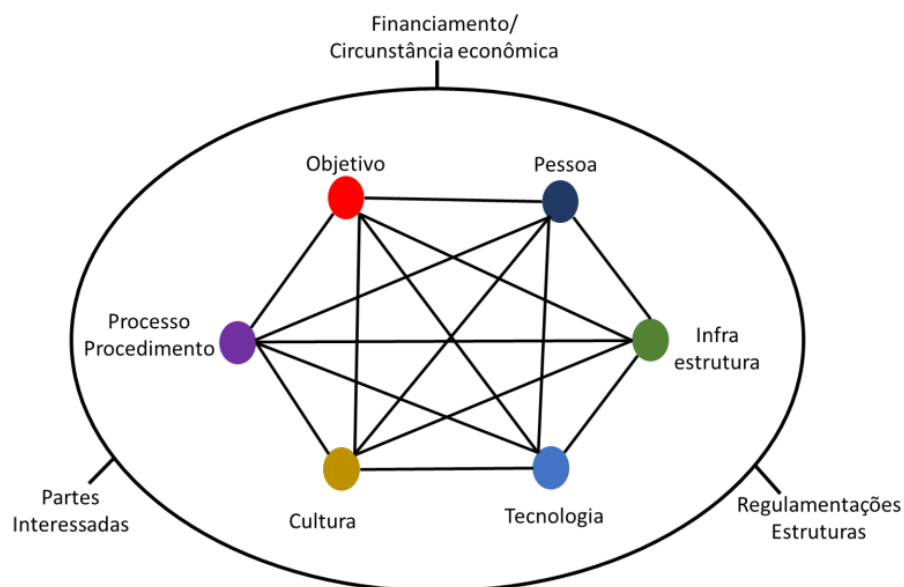 Financiamento/
Circunstância econômica
Objetivo
Pessoa
Processo
Procedimento
Infra
estrutura
Cultura
Tecnologia
Partes
Interessadas
Regulamentações
Estruturas